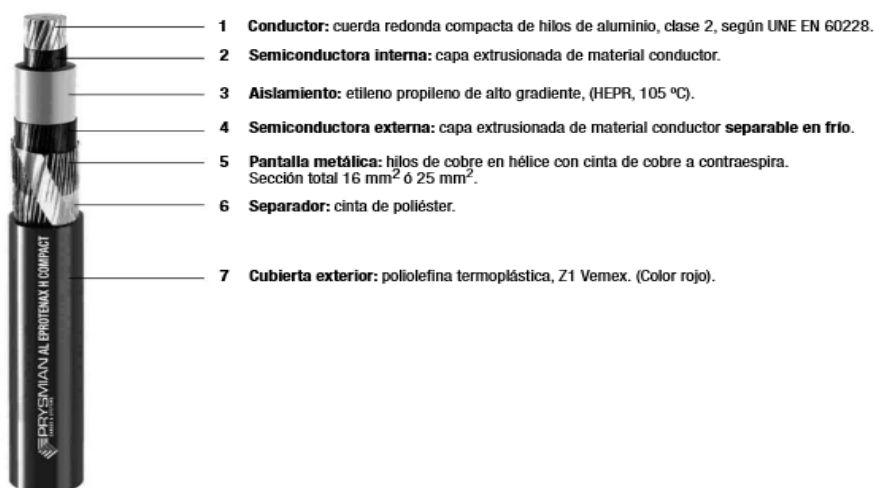 1 Conductor: cuerda redonda compacta de hilos de aluminio, clase 2, según UNE EN 60228.
2 Semiconductora interna: capa extrusionada de material conductor.
3 Aislamiento: etileno propileno de alto gradiente, (HEPR, 105 ºC).
4 Semiconductora externa: capa extrusionada de material conductor separable en frío.
5 Pantalla metálica: hilos de cobre en hélice con cinta de cobre a contraespira.
Sección total 16 mm² ó 25 mm².
6 Separador: cinta de poliéster.
7 Cubierta exterior: poliolefina termoplástica, Z1 Vemex. (Color rojo).
PRYSMIAN AL EPROTENAX H COMPACT